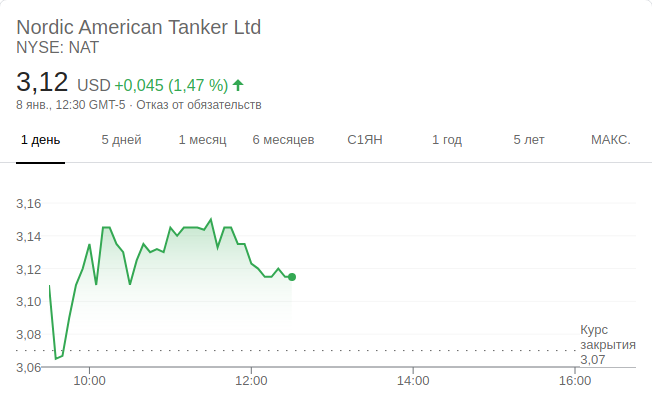 Nordic American Tanker Ltd
NYSE: NAT
3,12 USD +0,045 (1,47 %)
8 янв., 12:30 GMT-5 · Отказ от обязательств
1 день 5 дней 1 месяц 6 месяцев С1ЯН 1 год 5 лет МАКС.
3,16
3,14
3,12
3,10
3,08
3,06
Курс
закрытия
3,07
10:00 12:00 14:00 16:00